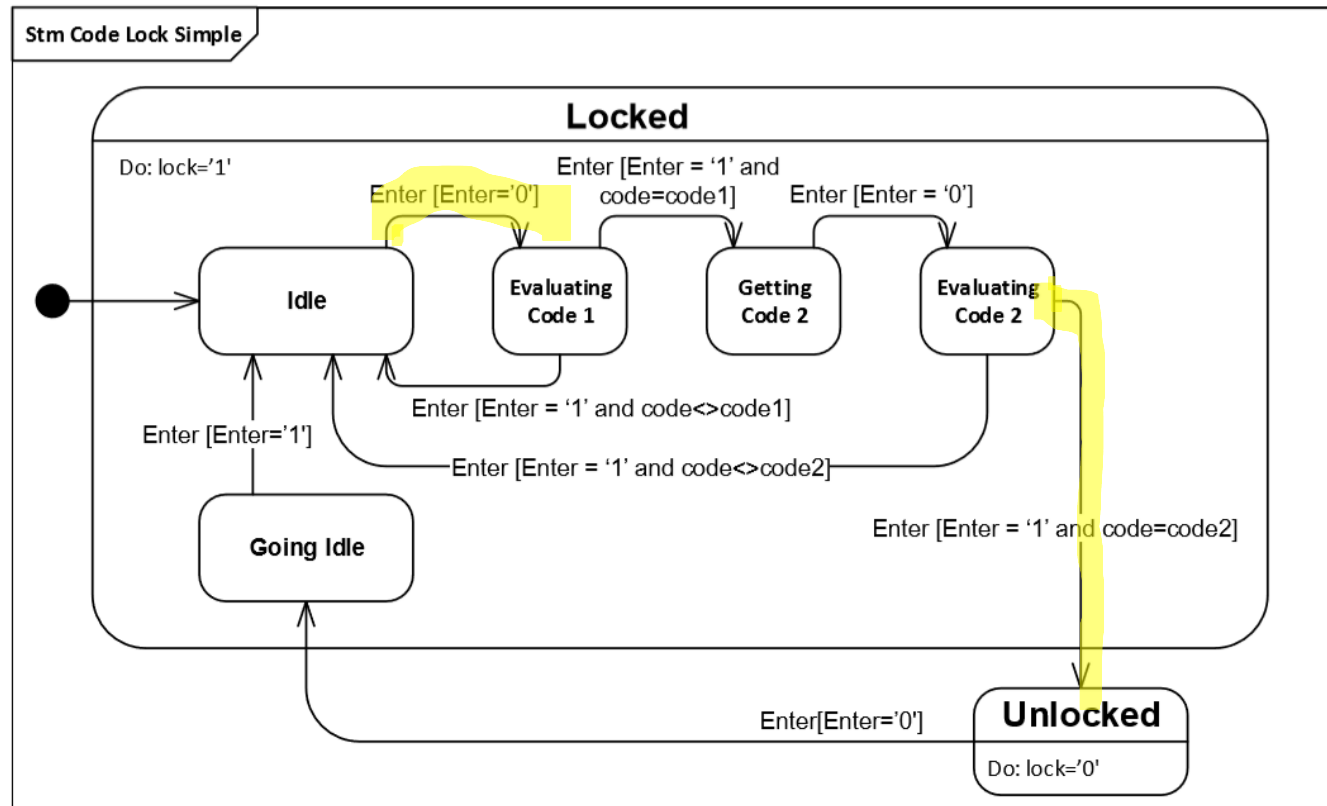 Stm Code Lock Simple
Locked
Do: lock=’1'
Enter [Enter=’0']
Enter [Enter = ‘1’ and
code=code1]
Enter [Enter = ‘0’]
Idle
Evaluating
Code 1
Getting
Code 2
Evaluating
Code 2
Enter [Enter = ‘1’ and code<>code1]
Enter [Enter=’1']
Enter [Enter = ‘1’ and code<>code2]
Enter [Enter = ‘1’ and code=code2]
Going Idle
Enter[Enter=’0']
Unlocked
Do: lock=’0'